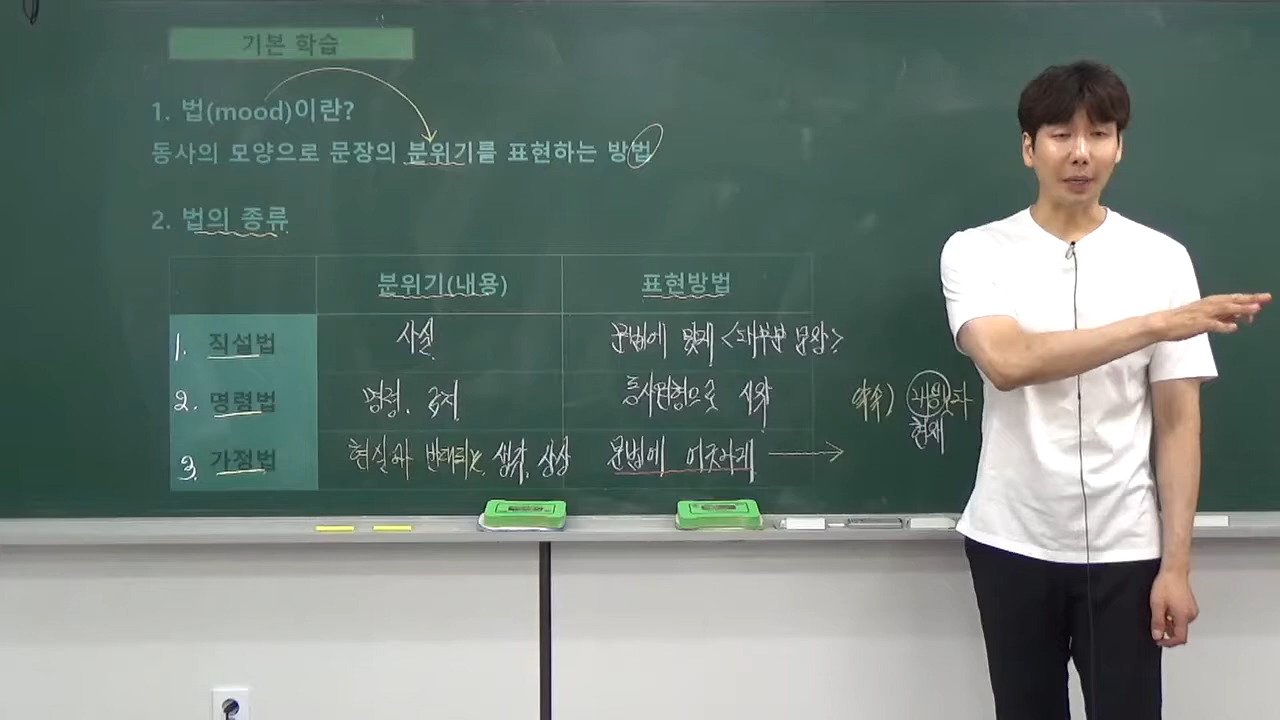 기본 학습
1. 법(mood)이란?
동사의 모양으로 문장의 분위기를 표현하는 방법
2. 법의 종류
분위기(내용) 표현방법
1. 직설법 사실 문법에 맞게 <대부분 문장>
2. 명령법 명령, 동사원형으로 시작
3. 가정법 현실과 반대되는 생각, 상상 문법에 어긋나게
약속) 내용
현재